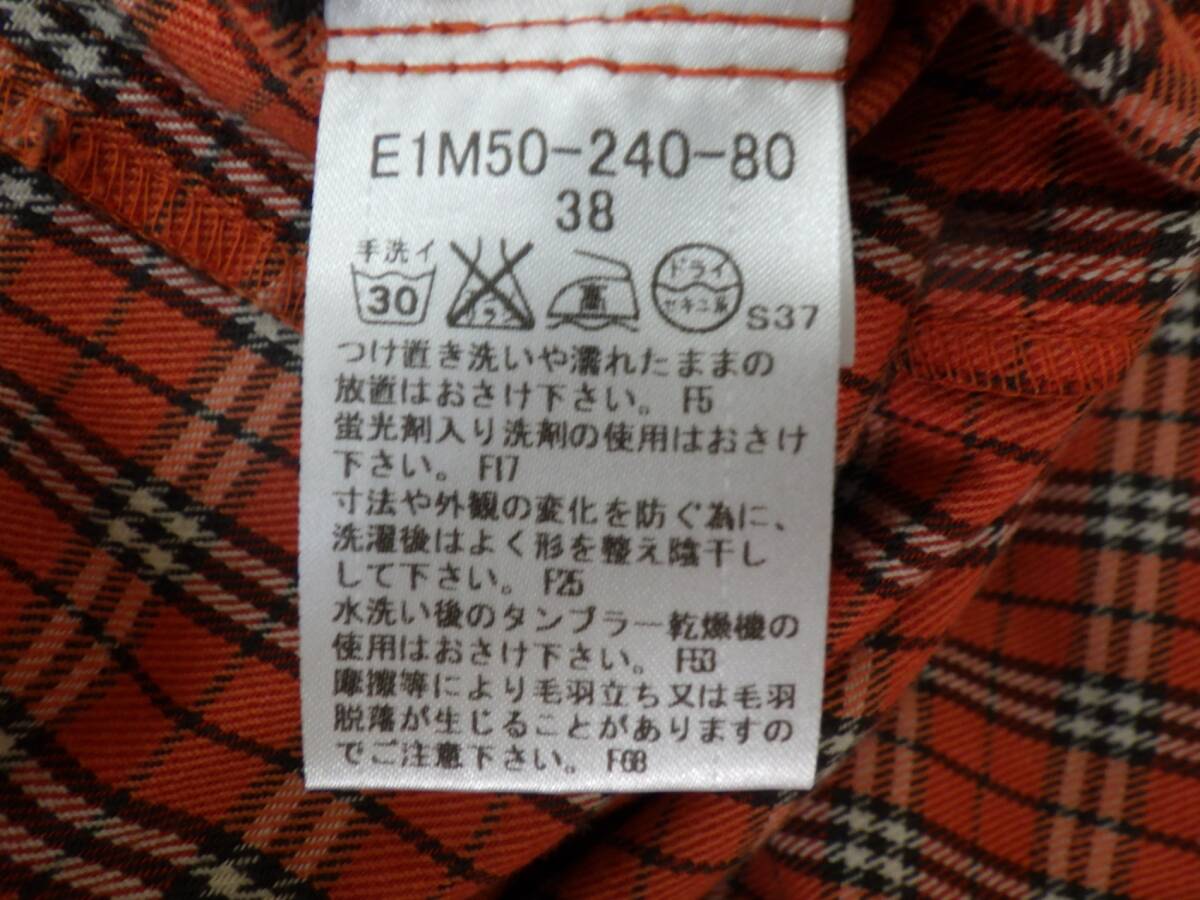 E1M50-240-80
38
手洗イ
30
高
ドライ
セキユ系
S37
つけ置き洗いや濡れたままの
放置はおさけ下さい。 F5
蛍光剤入り洗剤の使用はおさけ
下さい。 F17
寸法や外観の変化を防ぐ為に、
洗濯後はよく形を整え陰干し
して下さい。 F25
水洗い後のタンブラー乾燥機の
使用はおさけ下さい。 F53
摩擦等により毛羽立ち又は毛羽
脱落が生じることがありますの
でご注意下さい。 F68